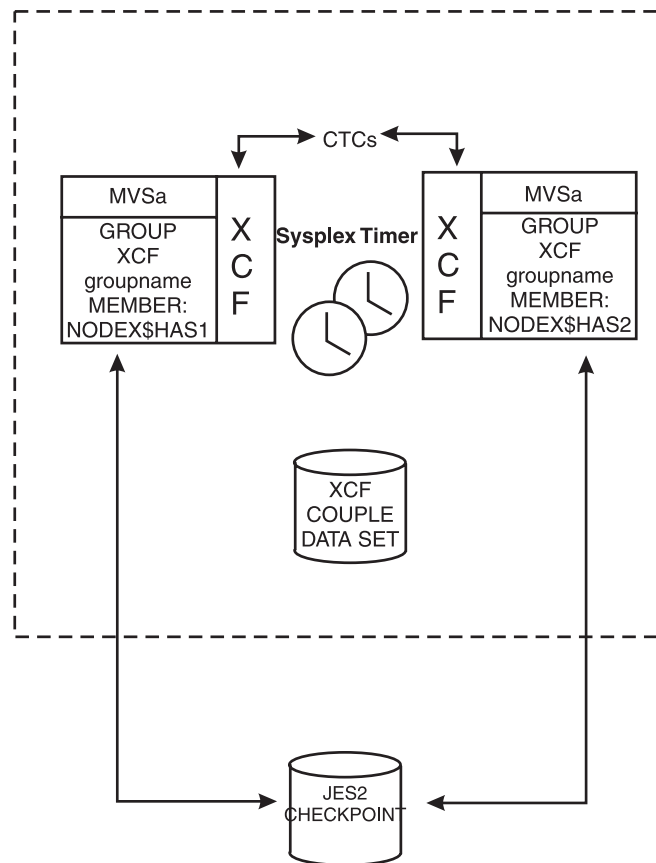 CTCs
MVSa
GROUP
XCF
groupname
MEMBER:
NODEX$HAS1
X
C
F
Sysplex Timer
X
C
F
MVSa
GROUP
XCF
groupname
MEMBER:
NODEX$HAS2
XCF
COUPLE
DATA SET
JES2
CHECKPOINT